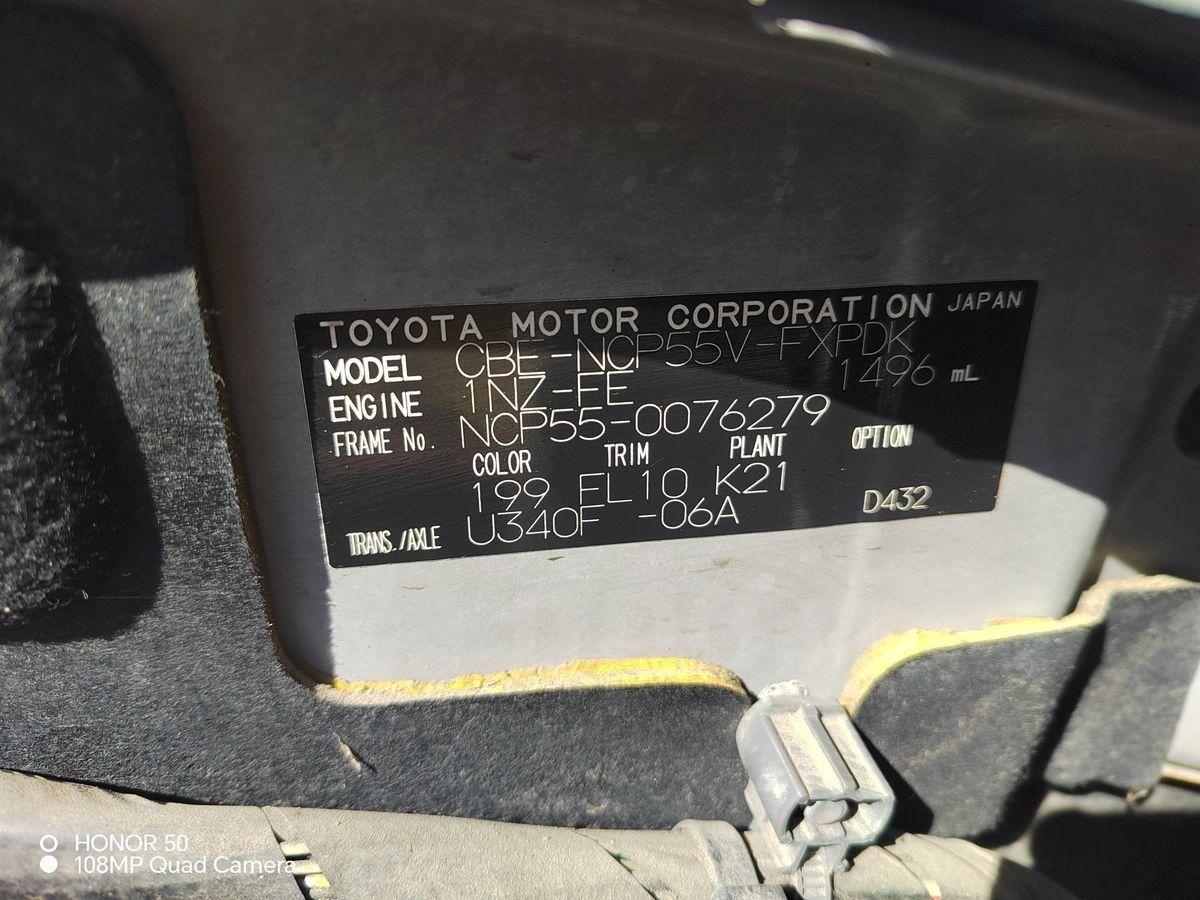 TOYOTA MOTOR CORPORATION JAPAN
MODEL CBE-NCP55V-FXPDK
ENGINE 1NZ-FE 1496 mL
FRAME No. NCP55-0076279
COLOR TRIM PLANT OPTION
199 FL10 K21
TRANS./AXLE U340F -06A D432
HONOR 50
108MP Quad Camera